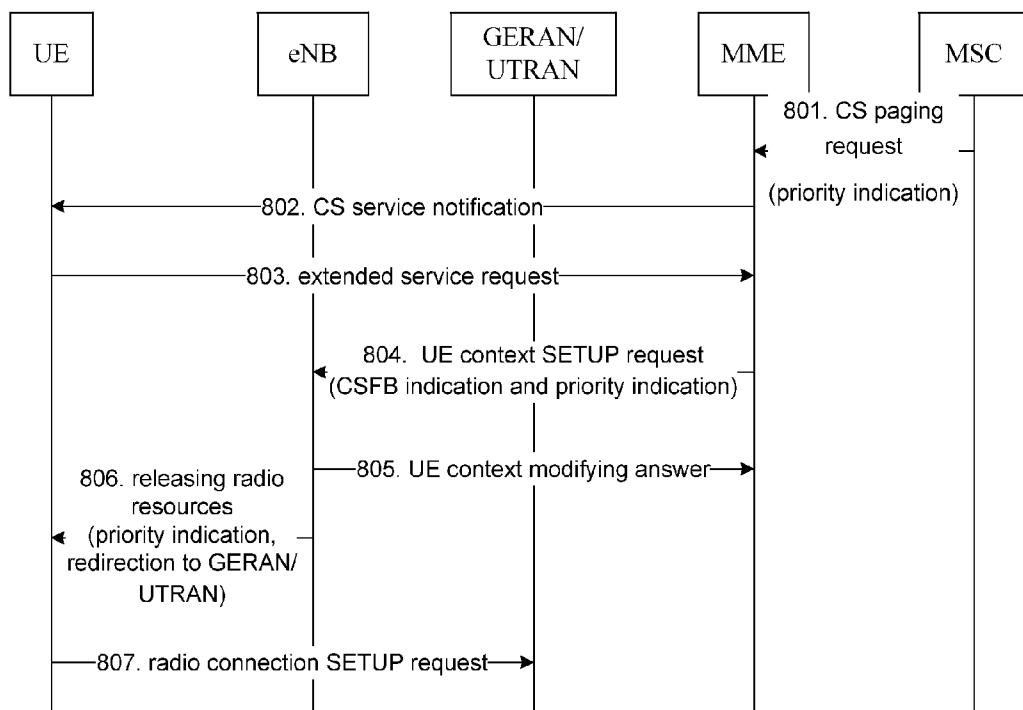 UE
eNB
GERAN/
UTRAN
MME
MSC
801. CS paging
request
(priority indication)
802. CS service notification
803. extended service request
804. UE context SETUP request
(CSFB indication and priority indication)
805. UE context modifying answer
806. releasing radio
resources
(priority indication,
redirection to GERAN/
UTRAN)
807. radio connection SETUP request